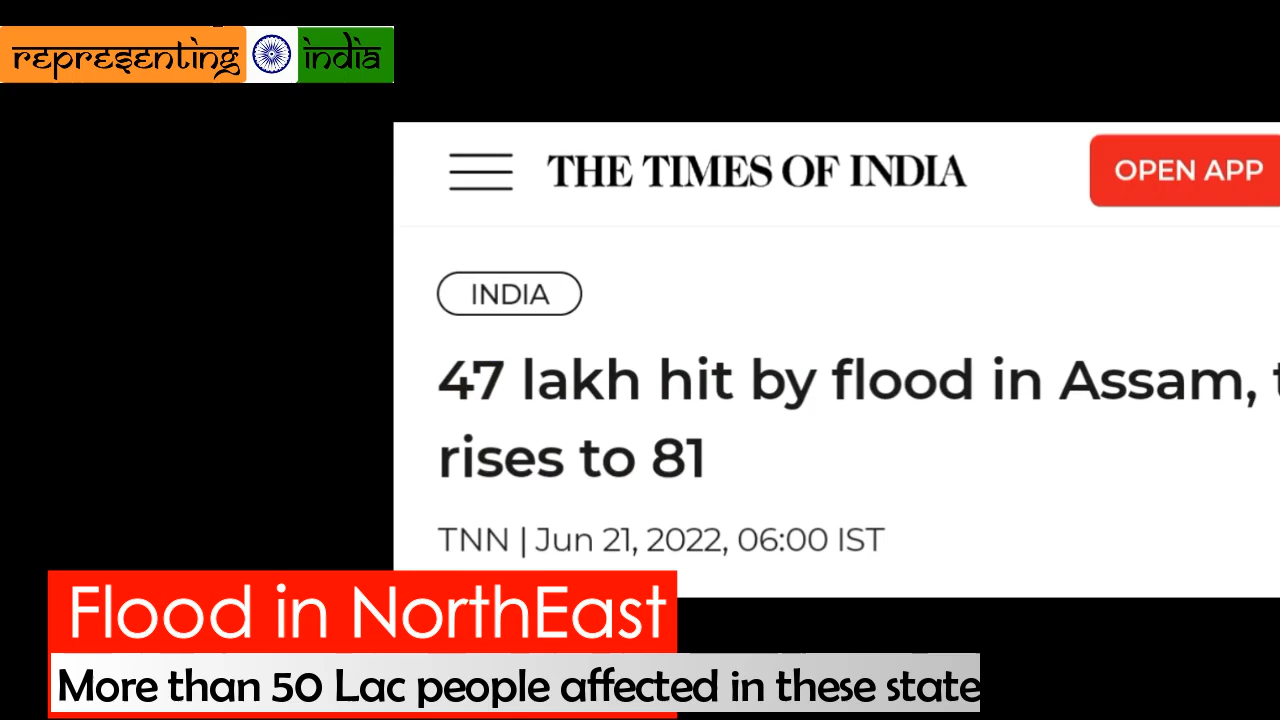 representing india
THE TIMES OF INDIA
OPEN APP
INDIA
47 lakh hit by flood in Assam,
rises to 81
TNN | Jun 21, 2022, 06:00 IST
Flood in NorthEast
More than 50 Lac people affected in these state